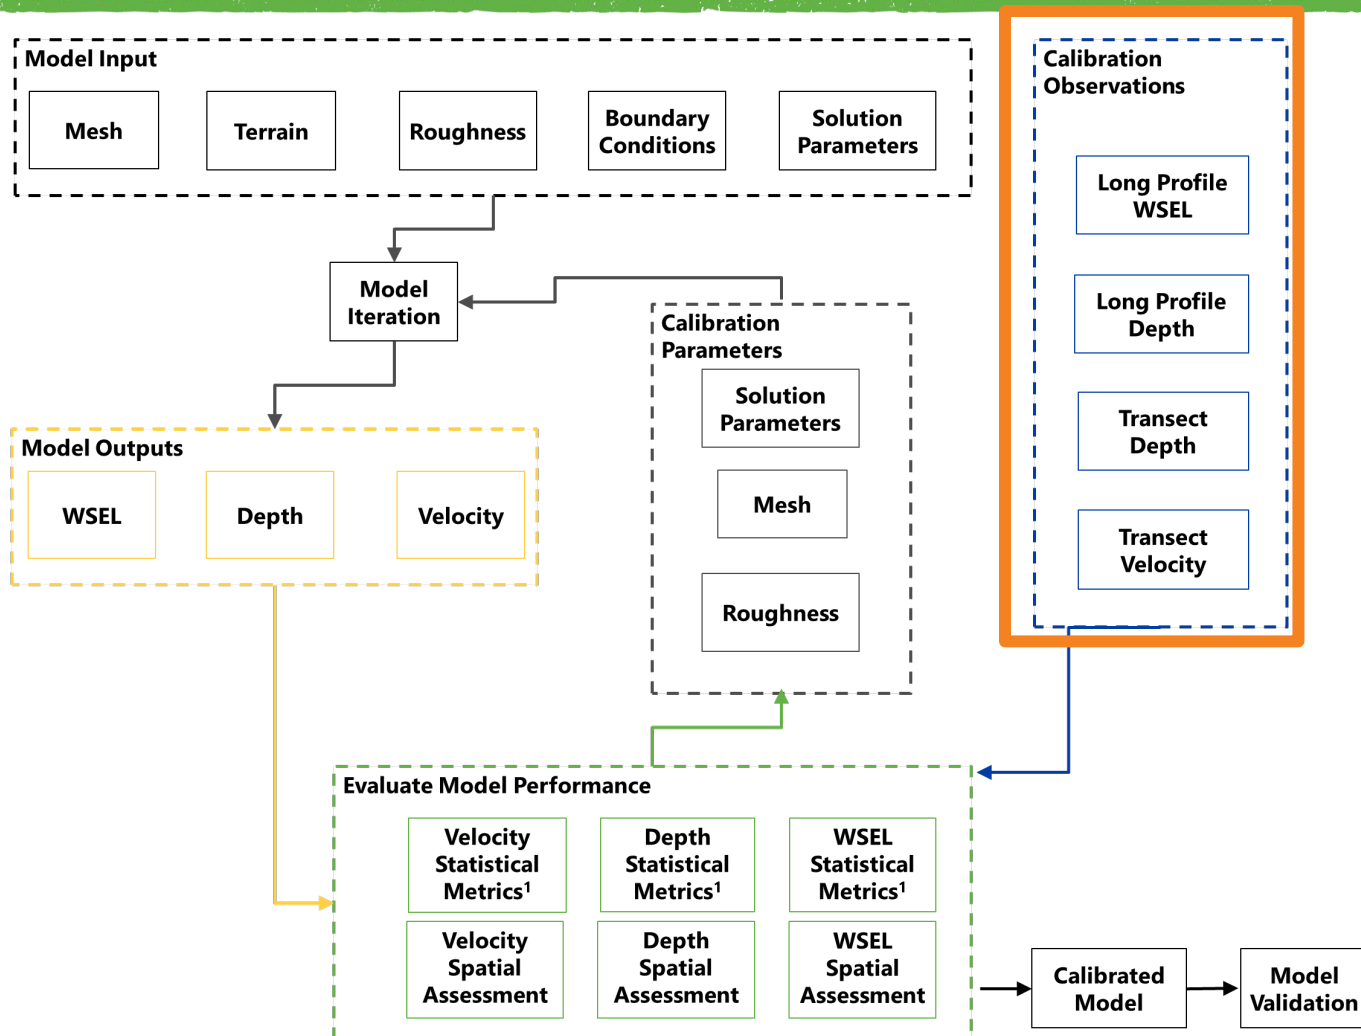 Model Input
Mesh
Terrain
Roughness
Boundary
Conditions
Solution
Parameters
Calibration
Observations
Long Profile
WSEL
Long Profile
Depth
Transect
Depth
Transect
Velocity
Model
Iteration
Calibration
Parameters
Solution
Parameters
Mesh
Roughness
Model Outputs
WSEL
Depth
Velocity
Evaluate Model Performance
Velocity
Statistical
Metrics¹
Depth
Statistical
Metrics¹
WSEL
Statistical
Metrics¹
Velocity
Spatial
Assessment
Depth
Spatial
Assessment
WSEL
Spatial
Assessment
Calibrated
Model
Model
Validation